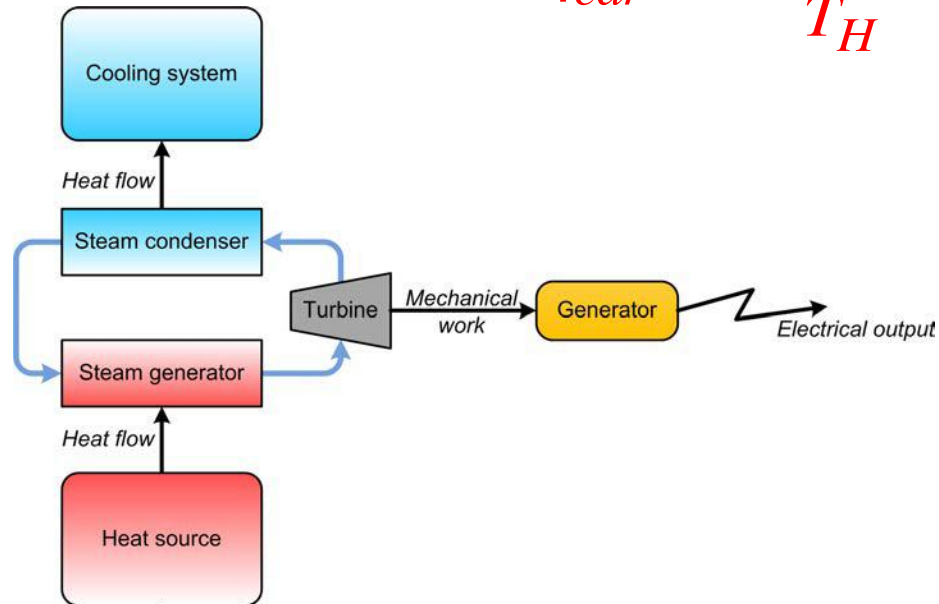 T_H
Cooling system
Heat flow
Steam condenser
Turbine
Mechanical
work
Generator
Electrical output
Steam generator
Heat flow
Heat source